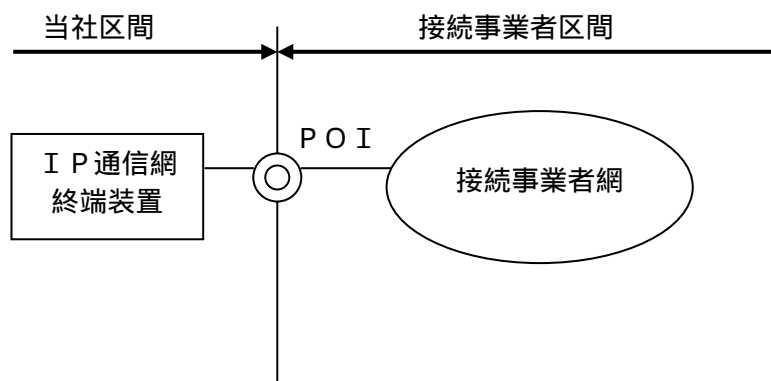 当社区間
接続事業者区間
ＰＯＩ
ＩＰ通信網
終端装置
接続事業者網